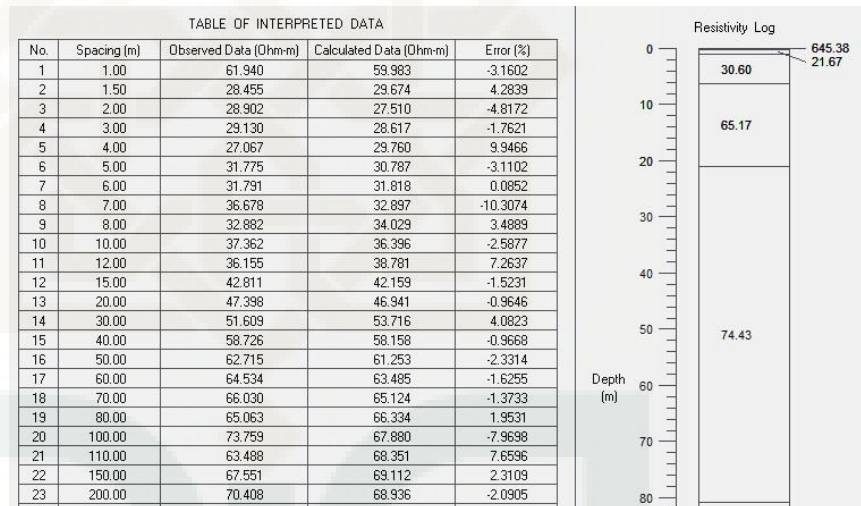 TABLE OF INTERPRETED DATA
No. Spacing (m) Observed Data (Ohm-m) Calculated Data (Ohm-m) Error (%)
1 1.00 61.940 59.983 -3.1602
2 1.50 28.455 29.674 4.2839
3 2.00 28.902 27.510 -4.8172
4 3.00 29.130 28.617 -1.7621
5 4.00 27.067 29.760 9.9466
6 5.00 31.775 30.787 -3.1102
7 6.00 31.791 31.818 0.0852
8 7.00 36.678 32.897 -10.3074
9 8.00 32.882 34.029 3.4889
10 10.00 37.362 36.396 -2.5877
11 12.00 36.155 38.781 7.2637
12 15.00 42.811 42.159 -1.5231
13 20.00 47.398 46.941 -0.9646
14 30.00 51.609 53.716 4.0823
15 40.00 58.726 58.158 -0.9668
16 50.00 62.715 61.253 -2.3314
17 60.00 64.534 63.485 -1.6255
18 70.00 66.030 65.124 -1.3733
19 80.00 65.063 66.334 1.9531
20 100.00 73.759 67.880 -7.9698
21 110.00 63.488 68.351 7.6596
22 150.00 67.551 69.112 2.3109
23 200.00 70.408 68.936 -2.0905
Resistivity Log
0 645.38
21.67
30.60
10
65.17
20
30
40
50
74.43
Depth 60
(m)
70
80